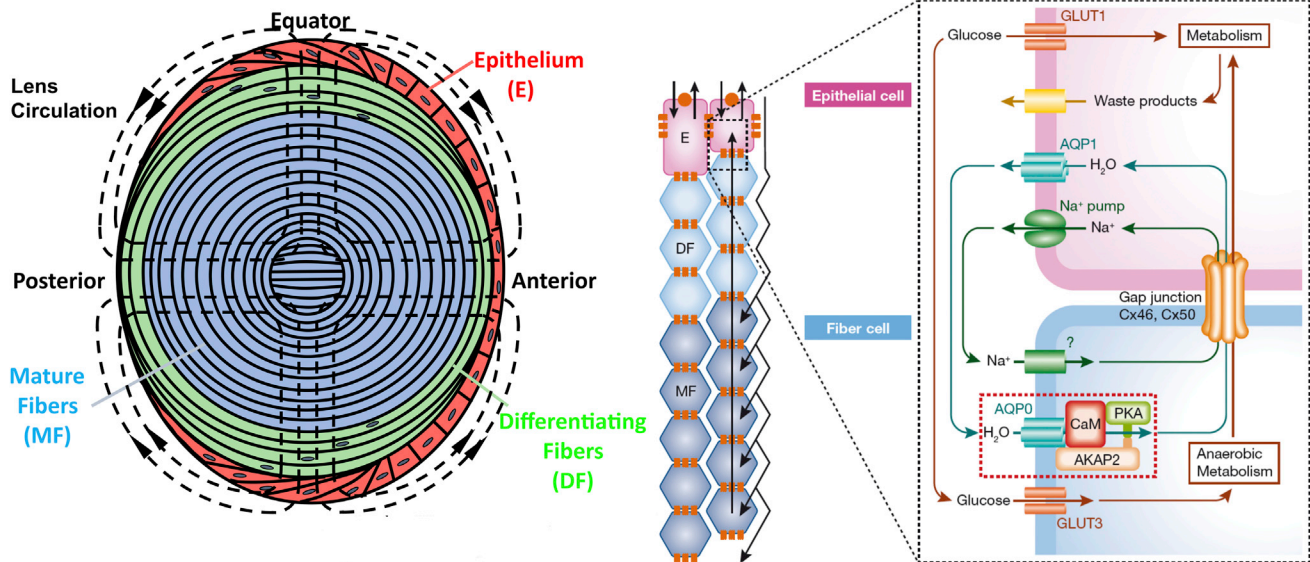 Equator
Epithelium
(E)
Lens
Circulation
Posterior
Anterior
Mature
Fibers
(MF)
Differentiating
Fibers
(DF)
E
DF
MF
Epithelial cell
Fiber cell
GLUT1
Glucose
Metabolism
Waste products
AQP1
H₂O
Na⁺ pump
Na⁺
Gap junction
Cx46, Cx50
?
Na⁺
AQP0
H₂O
CaM
PKA
AKAP2
Anaerobic
Metabolism
Glucose
GLUT3